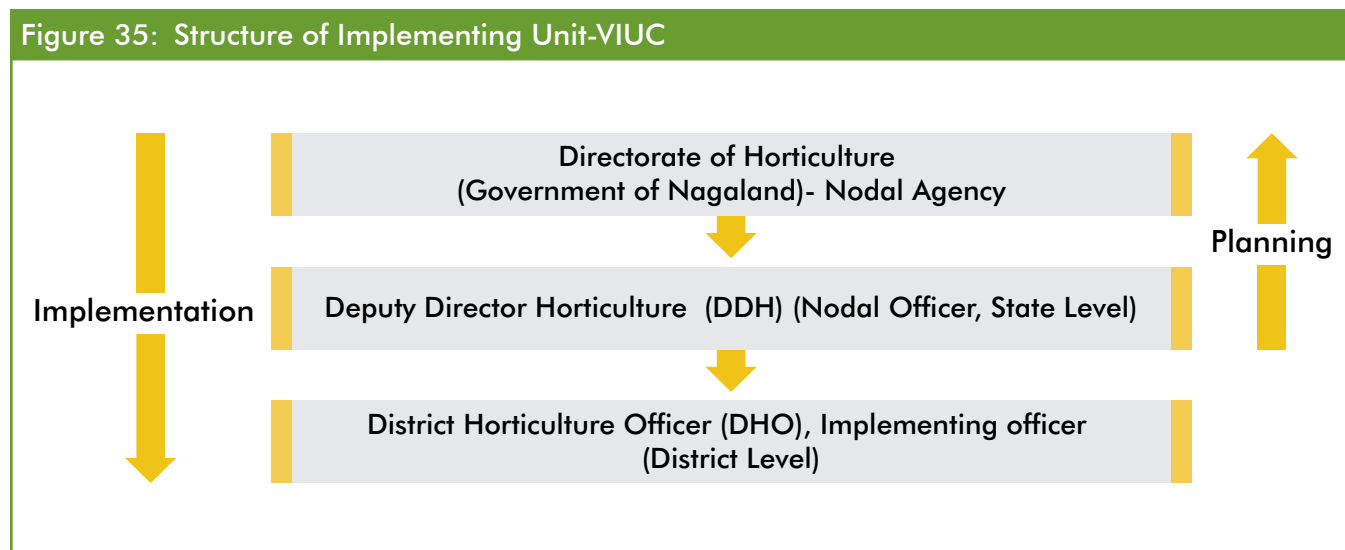 Figure 35: Structure of Implementing Unit-VIUC
Directorate of Horticulture
(Government of Nagaland)- Nodal Agency
Planning
Implementation
Deputy Director Horticulture (DDH) (Nodal Officer, State Level)
District Horticulture Officer (DHO), Implementing officer
(District Level)